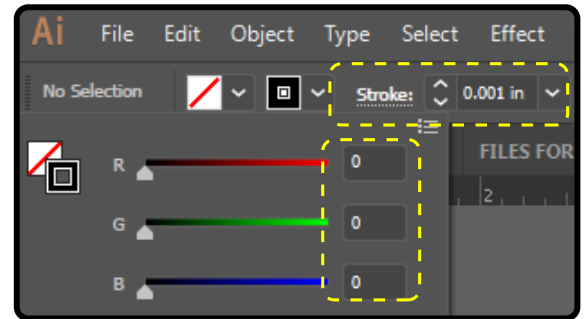 Ai File Edit Object Type Select Effect
No Selection Stroke: 0.001 in
R 0 FILES FOR
2
G 0
B 0